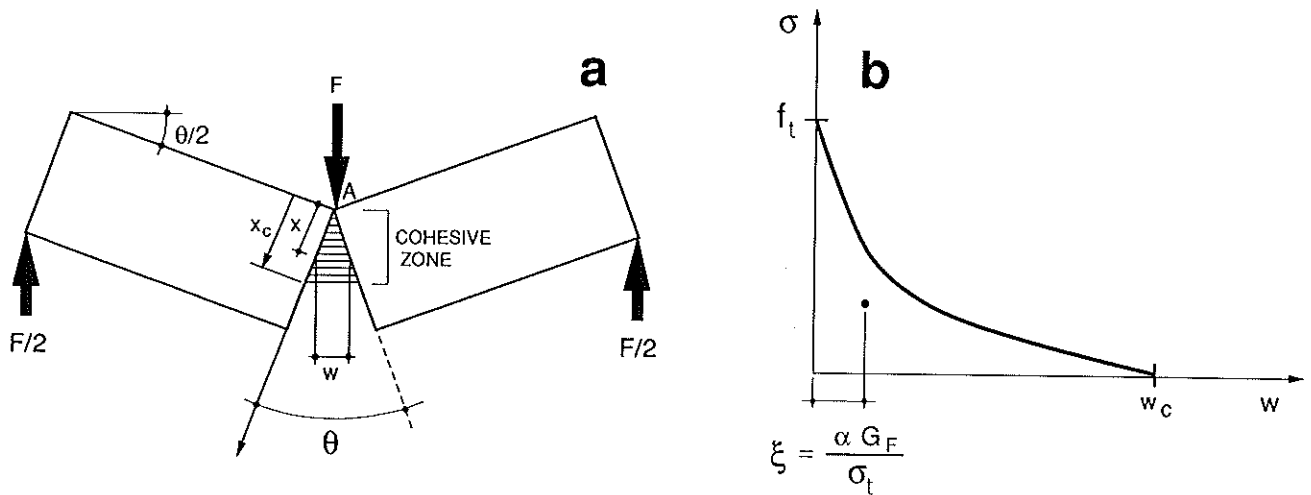 a
F
θ/2
A
x_c
x
COHESIVE
ZONE
F/2
F/2
w
θ
b
σ
f_t
w_c
w
ξ = α G_F / σ_t